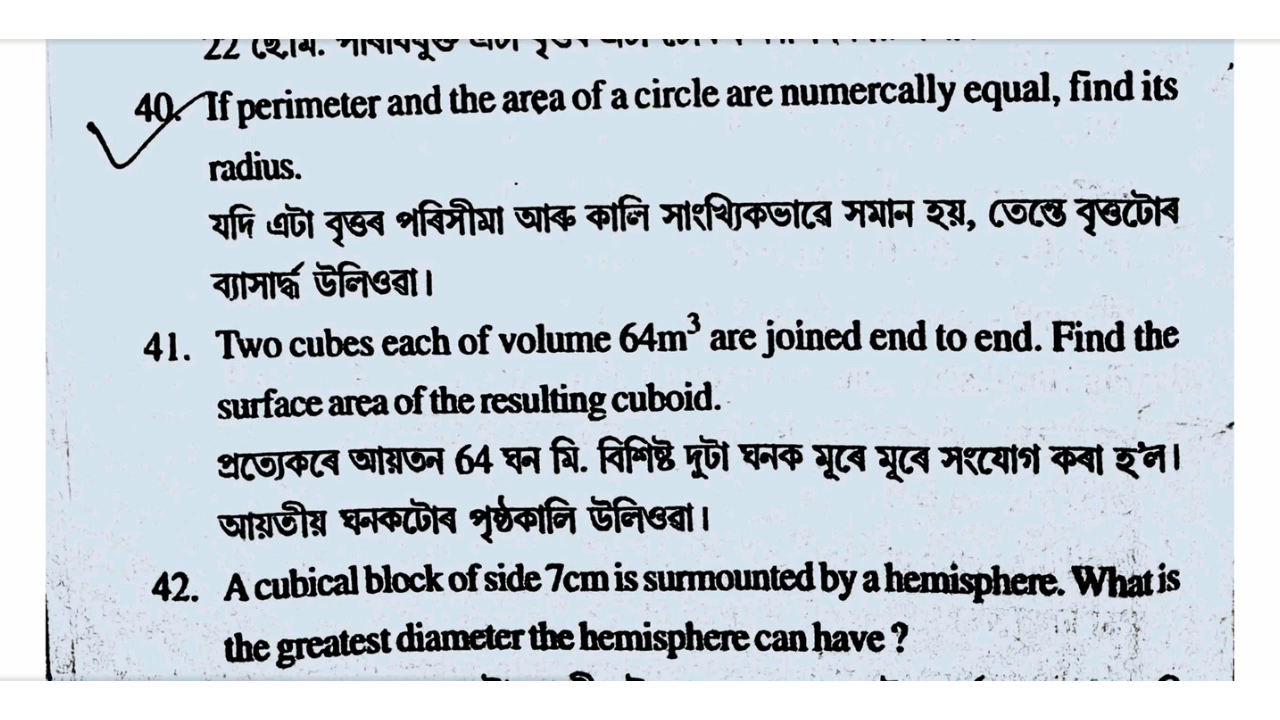 22 ছে.মি.
40. If perimeter and the area of a circle are numercally equal, find its
radius.
যদি এটা বৃত্তৰ পৰিসীমা আৰু কালি সাংখ্যিকভাৱে সমান হয়, তেন্তে বৃত্তটোৰ
ব্যাসাৰ্দ্ধ উলিওৱা।
41. Two cubes each of volume 64m³ are joined end to end. Find the
surface area of the resulting cuboid.
প্ৰত্যেকৰে আয়তন 64 ঘন মি. বিশিষ্ট দুটা ঘনক মূৰে মূৰে সংযোগ কৰা হ'ল।
আয়তীয় ঘনকটোৰ পৃষ্ঠকালি উলিওৱা।
42. A cubical block of side 7cm is surmounted by a hemisphere. What is
the greatest diameter the hemisphere can have ?